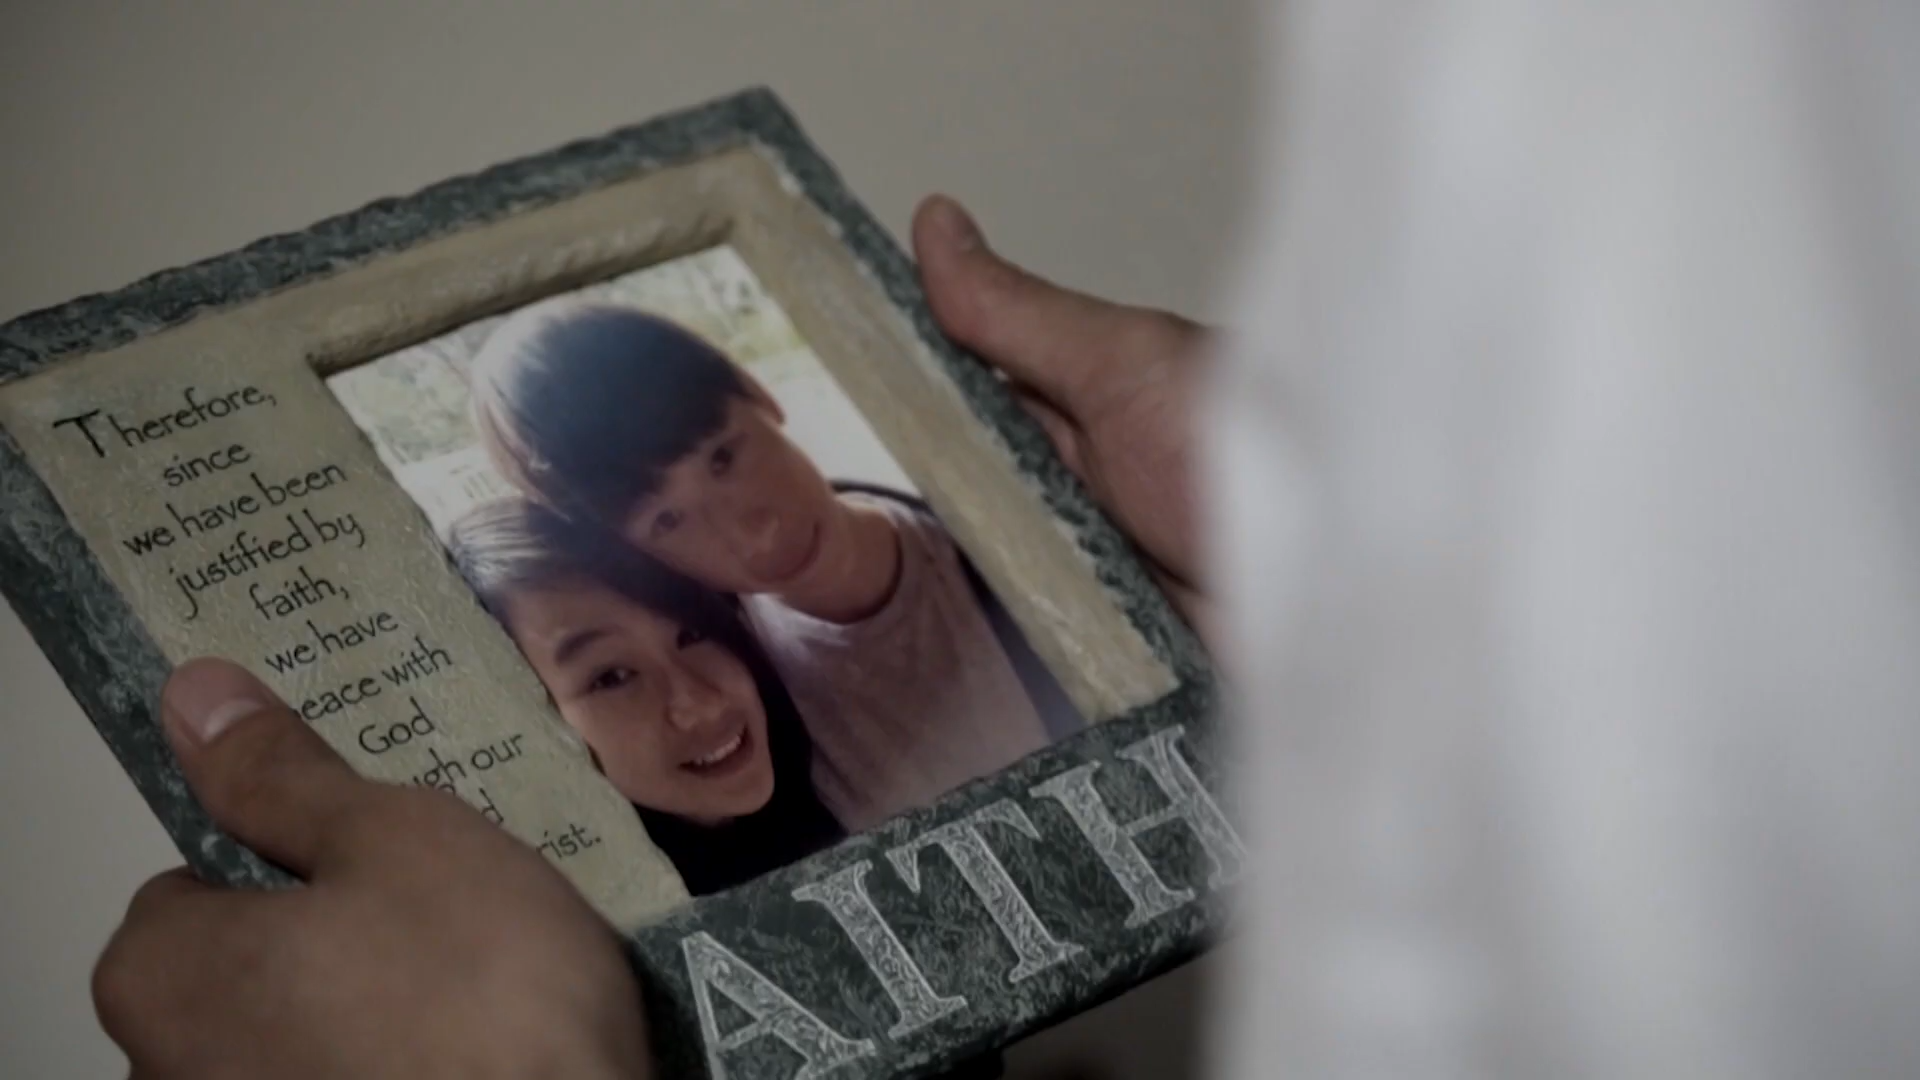 Therefore,
since
we have been
justified by
faith,
we have
eace with
God
ugh our
d
rist.
AITH